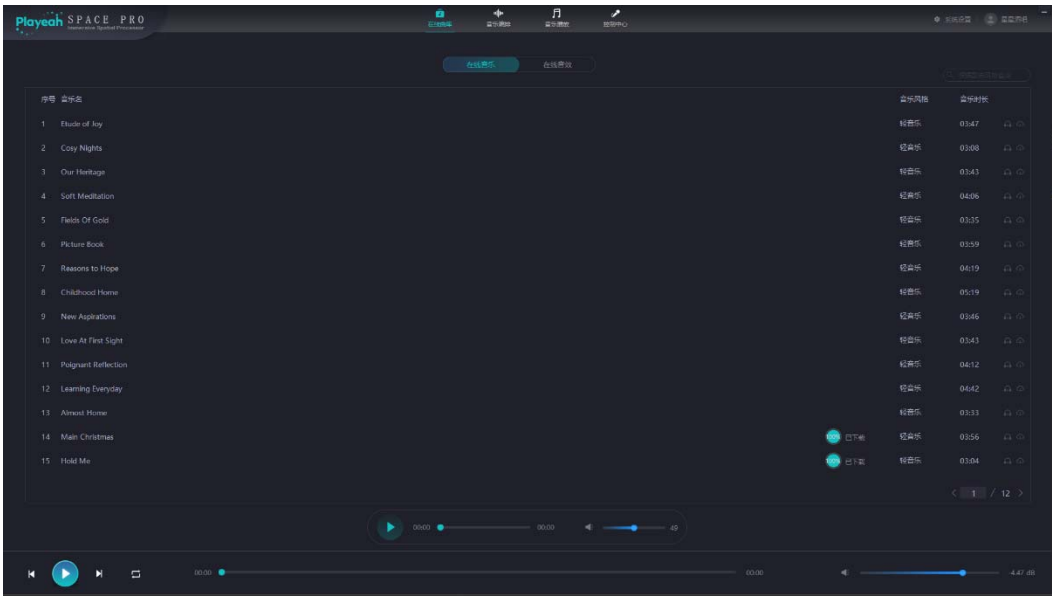 Playeah SPACE PRO
Immersive Spatial Processor
音乐播放
控制中心
系统设置
在线音乐 在线音效
序号 音乐名 音乐风格 音乐时长
1 Etude of Joy 轻音乐 03:47
2 Cosy Nights 轻音乐 03:08
3 Our Heritage 轻音乐 03:43
4 Soft Meditation 轻音乐 04:06
5 Fields Of Gold 轻音乐 03:35
6 Picture Book 轻音乐 03:59
7 Reasons to Hope 轻音乐 04:19
8 Childhood Home 轻音乐 05:19
9 New Aspirations 轻音乐 03:46
10 Love At First Sight 轻音乐 03:43
11 Poignant Reflection 轻音乐 04:12
12 Learning Everyday 轻音乐 04:42
13 Almost Home 轻音乐 03:33
14 Main Christmas 100% 已下载 轻音乐 03:56
15 Hold Me 100% 已下载 轻音乐 03:04
1 / 12
00:00 00:00 49
00:00 00:00 -4.47 dB